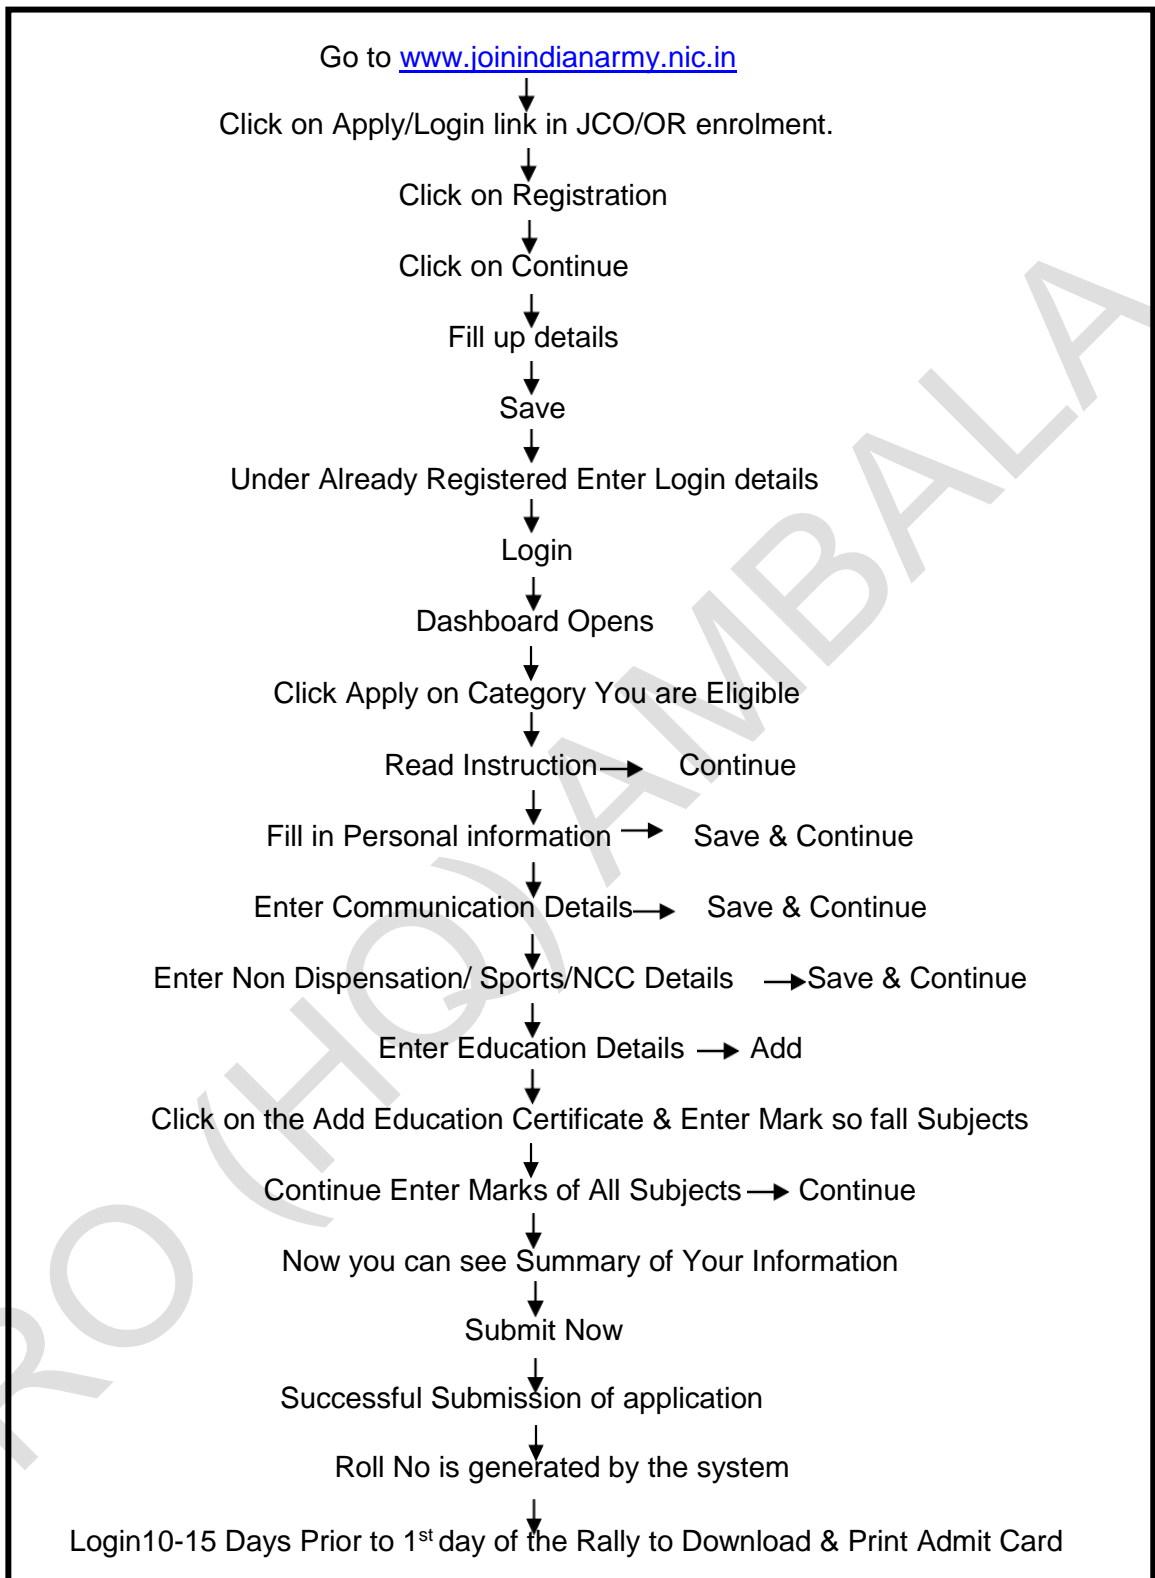 Go to www.joinindianarmy.nic.in
Click on Apply/Login link in JCO/OR enrolment.
Click on Registration
Click on Continue
Fill up details
Save
Under Already Registered Enter Login details
Login
Dashboard Opens
Click Apply on Category You are Eligible
Read Instruction Continue
Fill in Personal information Save & Continue
Enter Communication Details Save & Continue
Enter Non Dispensation/ Sports/NCC Details Save & Continue
Enter Education Details Add
Click on the Add Education Certificate & Enter Mark so fall Subjects
Continue Enter Marks of All Subjects Continue
Now you can see Summary of Your Information
Submit Now
Successful Submission of application
Roll No is generated by the system
Login10-15 Days Prior to 1st day of the Rally to Download & Print Admit Card
RO (HQ) AMBALA